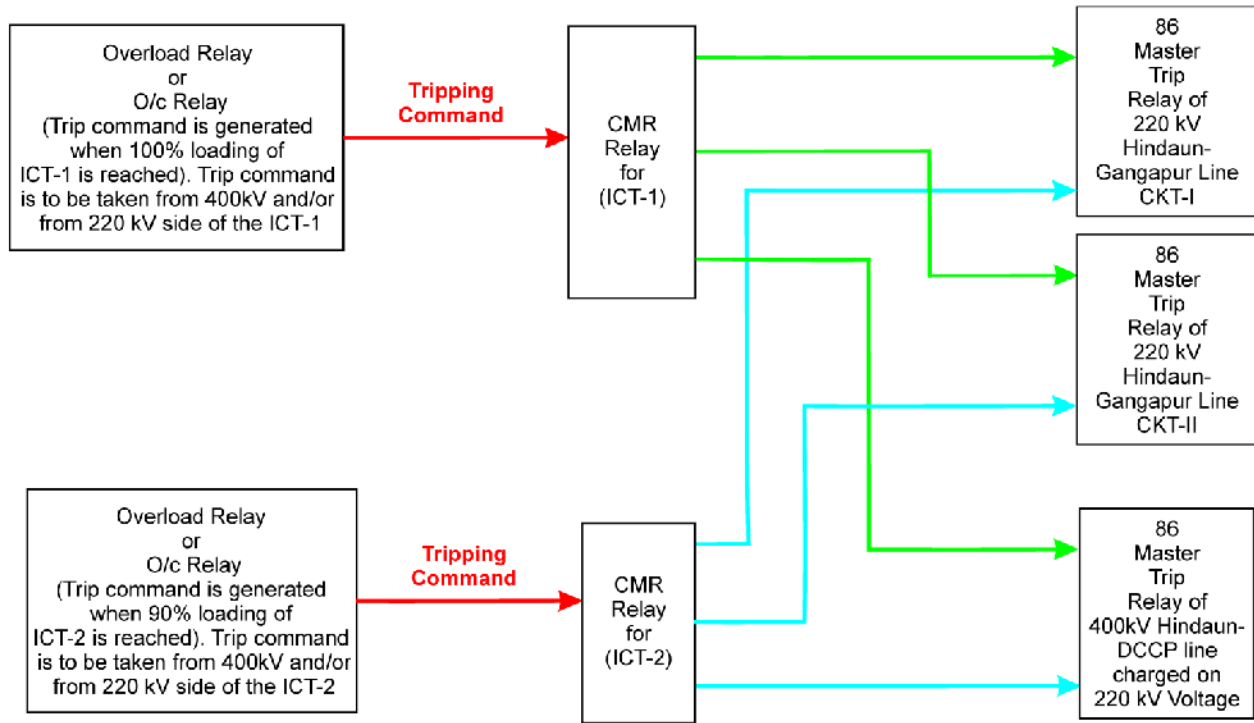 Overload Relay
or
O/c Relay
(Trip command is generated
when 100% loading of
ICT-1 is reached). Trip command
is to be taken from 400kV and/or
from 220 kV side of the ICT-1
Tripping
Command
CMR
Relay
for
(ICT-1)
86
Master
Trip
Relay of
220 kV
Hindaun-
Gangapur Line
CKT-I
86
Master
Trip
Relay of
220 kV
Hindaun-
Gangapur Line
CKT-II
Overload Relay
or
O/c Relay
(Trip command is generated
when 90% loading of
ICT-2 is reached). Trip command
is to be taken from 400kV and/or
from 220 kV side of the ICT-2
Tripping
Command
CMR
Relay
for
(ICT-2)
86
Master
Trip
Relay of
400kV Hindaun-
DCCP line
charged on
220 kV Voltage